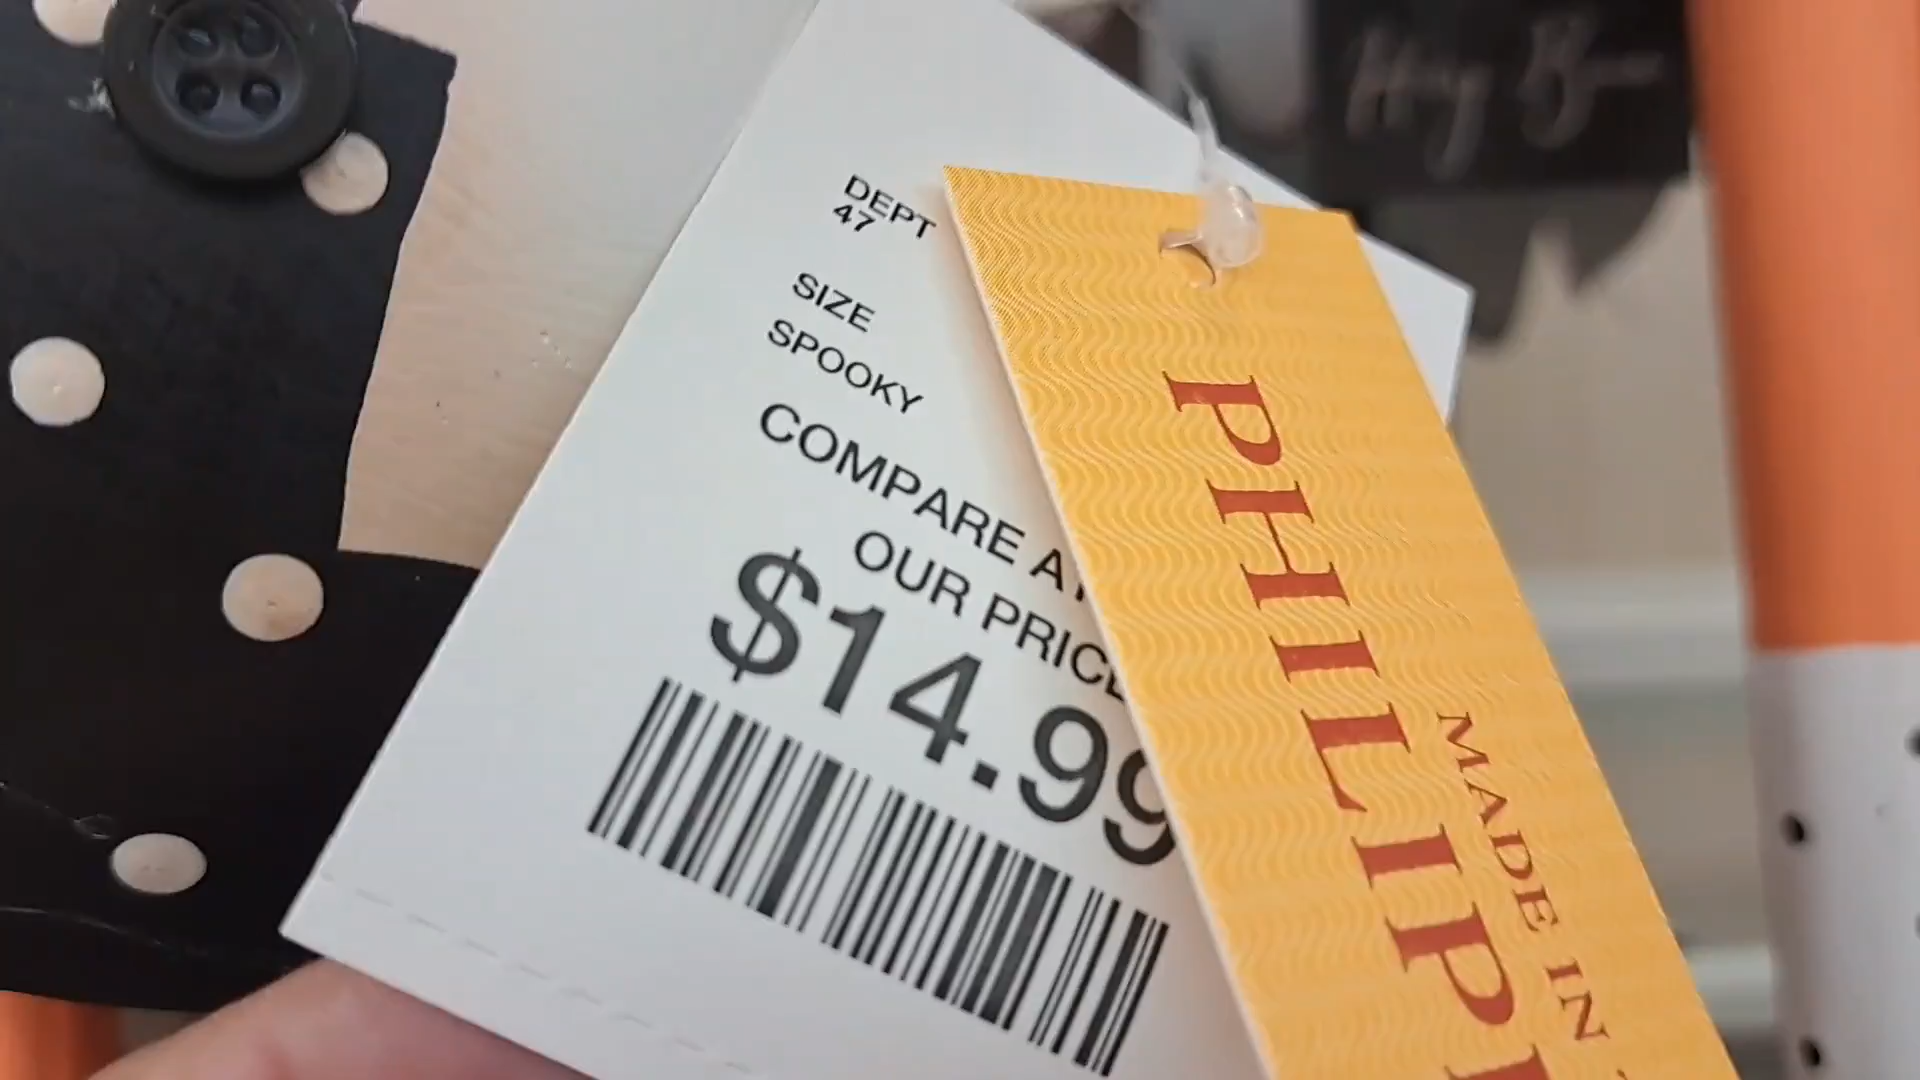 DEPT
47
SIZE
SPOOKY
COMPARE A
OUR PRICE
$14.99
PHILIPP
MADE IN